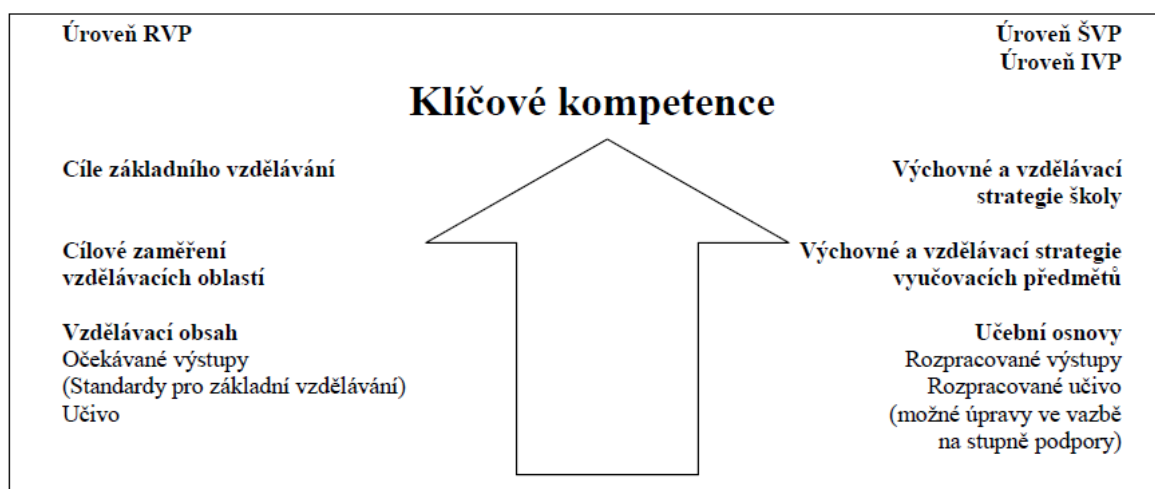 Úroveň RVP
Úroveň ŠVP
Úroveň IVP
Klíčové kompetence
Cíle základního vzdělávání
Výchovné a vzdělávací
strategie školy
Cílové zaměření
vzdělávacích oblastí
Výchovné a vzdělávací strategie
vyučovacích předmětů
Vzdělávací obsah
Očekávané výstupy
(Standardy pro základní vzdělávání)
Učivo
Učební osnovy
Rozpracované výstupy
Rozpracované učivo
(možné úpravy ve vazbě
na stupně podpory)